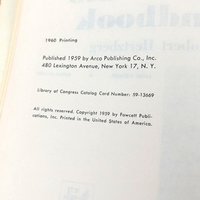 1960 Printing
Published 1959 by Arco Publishing Co., Inc.
480 Lexington Avenue, New York 17, N. Y.
Library of Congress Catalog Card Number: 59-13669
All rights reserved. Copyright 1959 by Fawcett Publi-
cations, Inc. Printed in the United States of America.